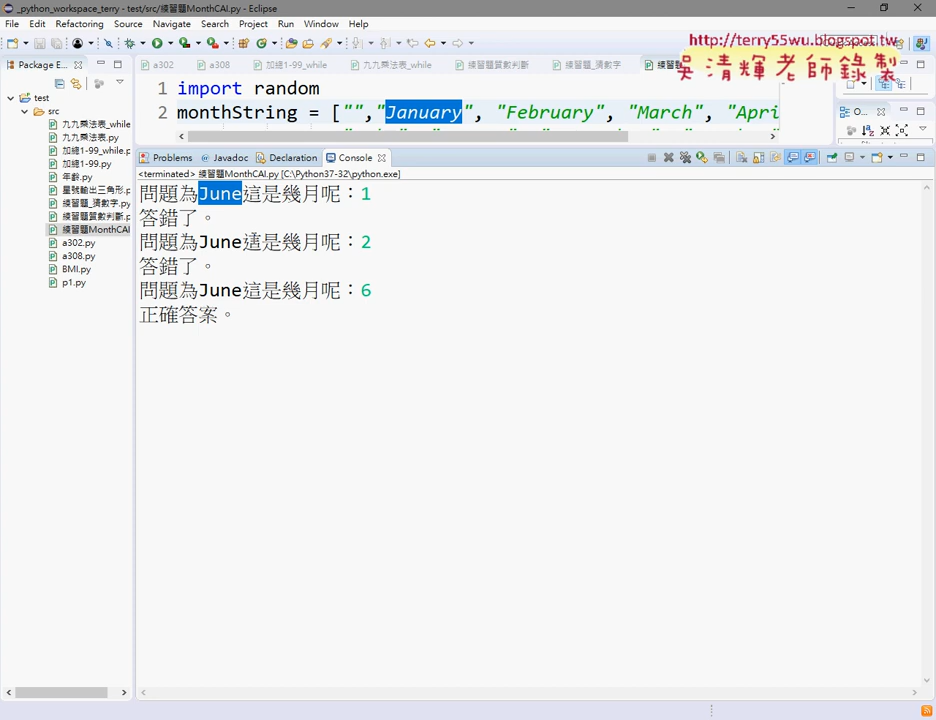 _python_workspace_terry - test/src/練習題MonthCAI.py - Eclipse
File Edit Refactoring Source Navigate Search Project Run Window Help
http://terry55wu.blogspot.tw
吳清輝老師錄製
Package E...
a302
a308
加總1-99_while
九九乘法表_while
練習題質數判斷
練習題_猜數字
test
src
九九乘法表_while
九九乘法表.py
加總1-99_while.p
加總1-99.py
年齡.py
星號輸出三角形.
練習題_猜數字.py
練習題質數判斷.p
練習題MonthCAI
a302.py
a308.py
BMI.py
p1.py
1 import random
2 monthString = ["","January", "February", "March", "Apri
O...
Problems Javadoc Declaration Console
<terminated> 練習題MonthCAI.py [C:\Python37-32\python.exe]
問題為June這是幾月呢：1
答錯了。
問題為June這是幾月呢：2
答錯了。
問題為June這是幾月呢：6
正確答案。